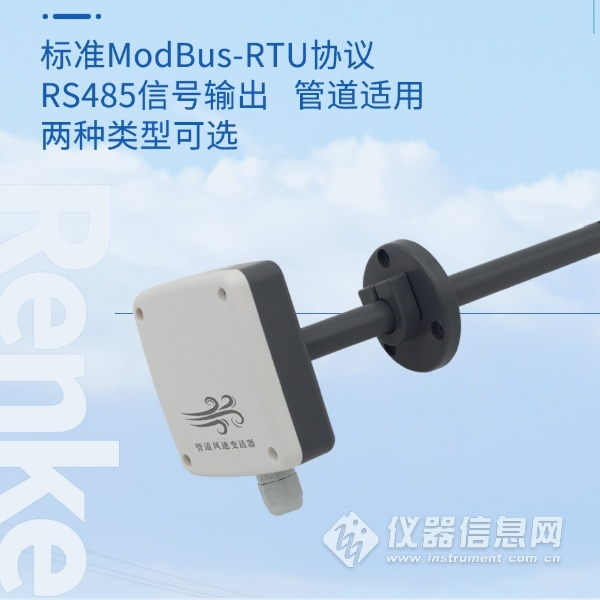 标准ModBus-RTU协议
RS485信号输出 管道适用
两种类型可选
Renke
管道风速变送器
仪器信息网
www.instrument.com.cn